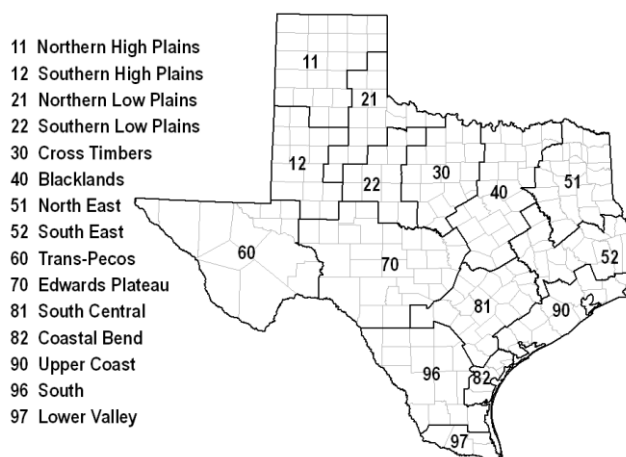 11 Northern High Plains
12 Southern High Plains
21 Northern Low Plains
22 Southern Low Plains
30 Cross Timbers
40 Blacklands
51 North East
52 South East
60 Trans-Pecos
70 Edwards Plateau
81 South Central
82 Coastal Bend
90 Upper Coast
96 South
97 Lower Valley
11
21
12
22
30
40
51
52
60
70
81
90
96
82
97